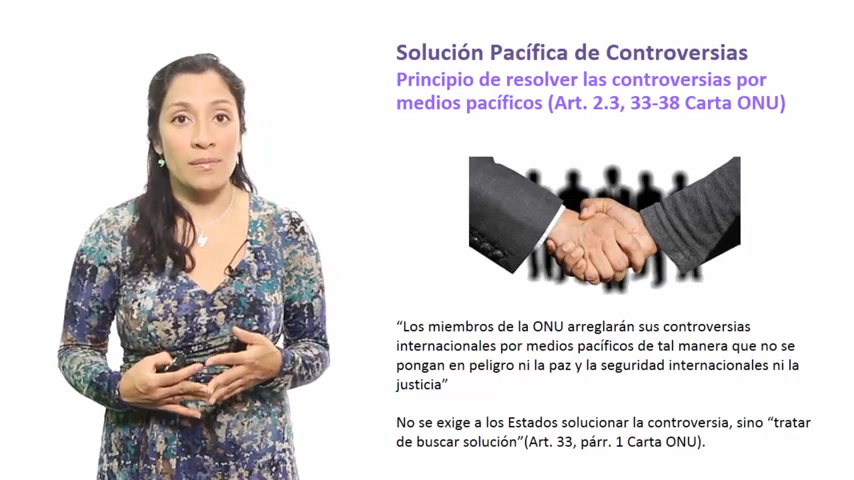 Solución Pacífica de Controversias
Principio de resolver las controversias por
medios pacíficos (Art. 2.3, 33-38 Carta ONU)
“Los miembros de la ONU arreglarán sus controversias
internacionales por medios pacíficos de tal manera que no se
pongan en peligro ni la paz y la seguridad internacionales ni la
justicia”
No se exige a los Estados solucionar la controversia, sino “tratar
de buscar solución”(Art. 33, párr. 1 Carta ONU).